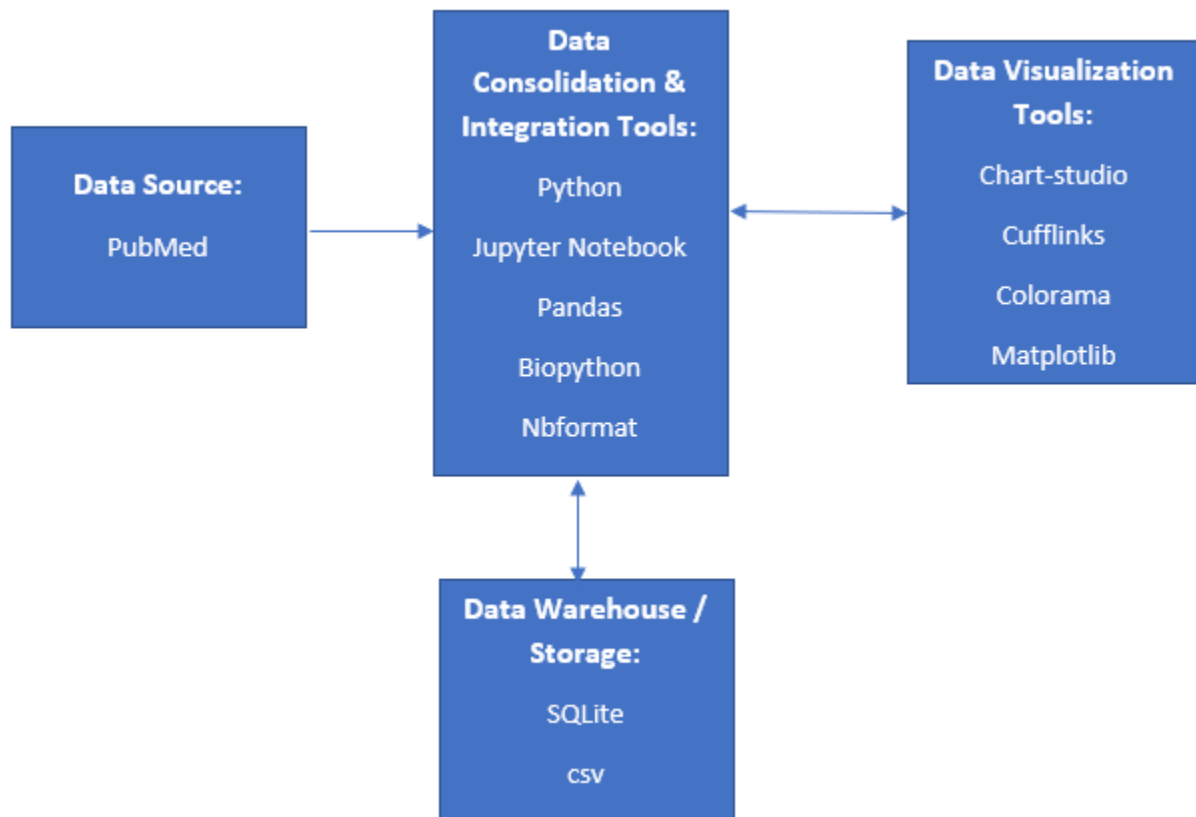 Data Source:
PubMed
Data
Consolidation &
Integration Tools:
Python
Jupyter Notebook
Pandas
Biopython
Nbformat
Data Visualization
Tools:
Chart-studio
Cufflinks
Colorama
Matplotlib
Data Warehouse /
Storage:
SQLite
csv